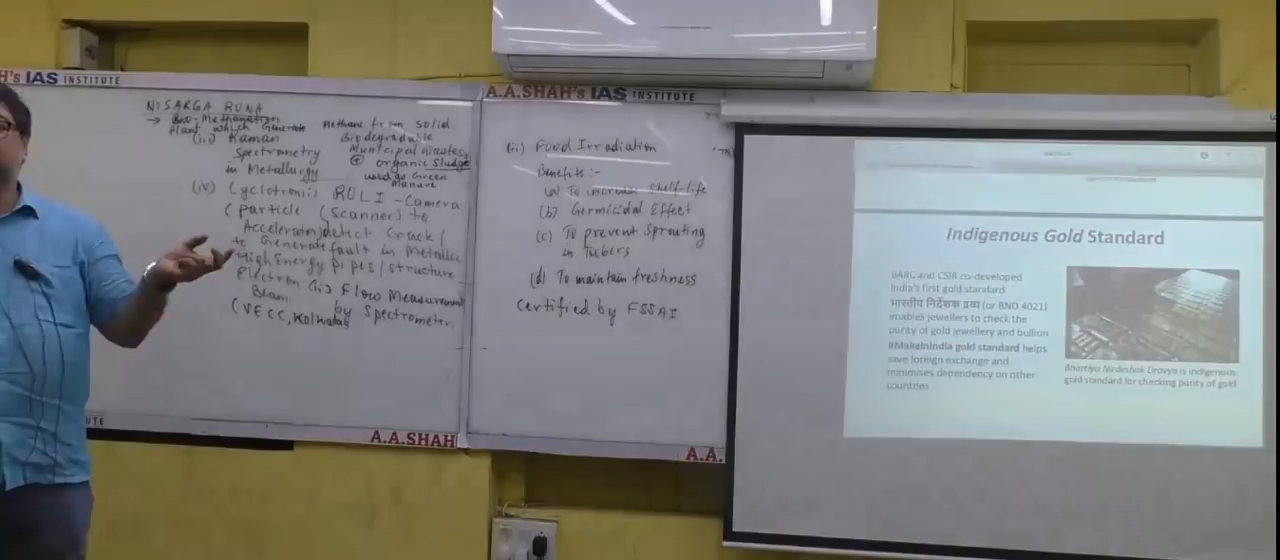 H's IAS INSTITUTE
A.A.SHAH's IAS INSTITUTE
NISARGA RUNA
→ Bio-Methanation
Plant which Generate
Methane from Solid
Biodegradable
Municipal Wastes
⊕ organic Sludge
used as Green
Manure
(iii) Raman
Spectrometry
in Metallurgy
(iv) Cyclotronis
(Particle
Accelerators)
to Generate
High Energy
Electron
Beam
(VECC, Kolkata)
RULI - Camera
(Scanners) to
detect Crack/
fault in Metallic
pipes/structure
Gas Flow Measurement
by Spectrometer.
(ii) Food Irradiation
Benefits :-
(a) To increase Shelf-life
(b) Germicidal Effect
(c) To prevent Sprouting
in Tubers
(d) To maintain freshness
Certified by FSSAI
UTE
A.A.SHAH
A.A.
Indigenous Gold Standard
BARC and CSIR co-developed
India's first gold standard
भारतीय निर्देशक द्रव्य (or BND 4021)
enables jewellers to check the
purity of gold jewellery and bullion
#MakeInIndia gold standard helps
save foreign exchange and
minimises dependency on other
countries
Bhartiya Nirdeshak Dravya is indigenous
gold standard for checking purity of gold